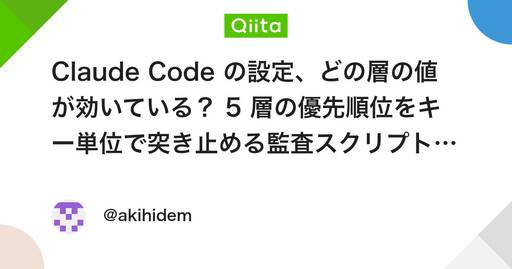 Qiita
Claude Code の設定、どの層の値
が効いている？ 5 層の優先順位をキ
ー単位で突き止める監査スクリプト…
@akihidem